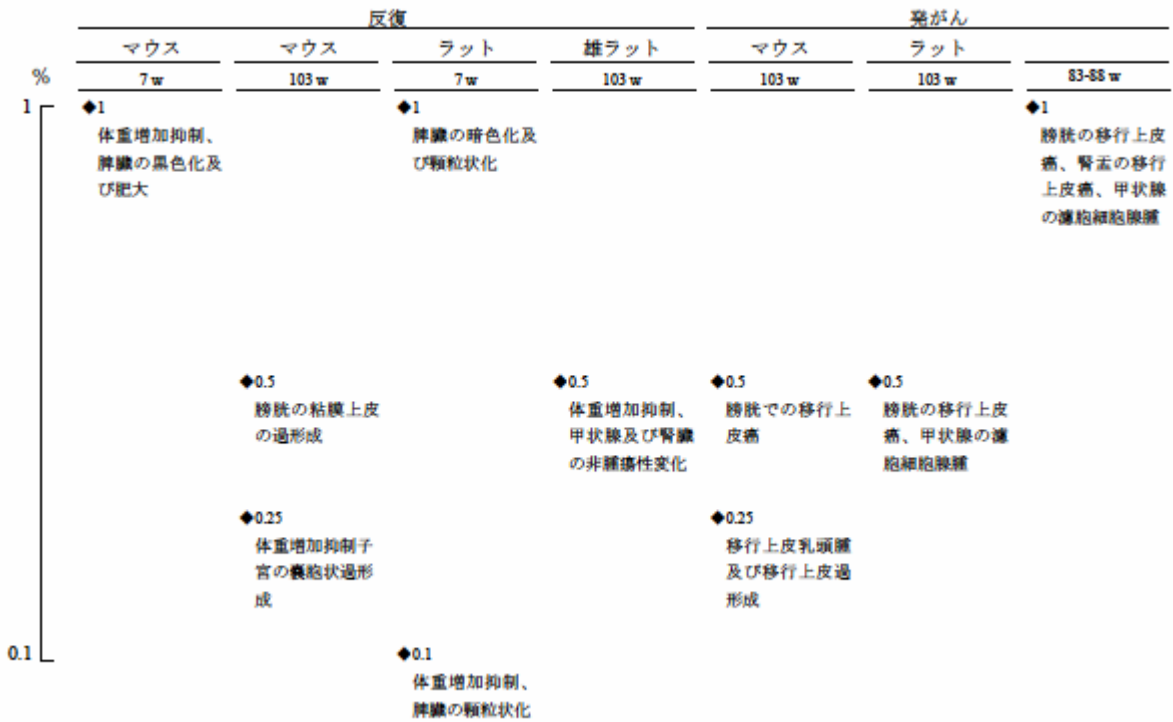 反復
発がん
マウス
マウス
ラット
雄ラット
マウス
ラット
%
7 w
103 w
7 w
103 w
103 w
103 w
83-88 w
1
◆1
体重増加抑制、
脾臓の黒色化及
び肥大
◆1
脾臓の暗色化及
び顆粒状化
◆1
膀胱の移行上皮
癌、腎盂の移行
上皮癌、甲状腺
の濾胞細胞腺腫
◆0.5
膀胱の粘膜上皮
の過形成
◆0.5
体重増加抑制、
甲状腺及び腎臓
の非腫瘍性変化
◆0.5
膀胱での移行上
皮癌
◆0.5
膀胱の移行上皮
癌、甲状腺の濾
胞細胞腺腫
◆0.25
体重増加抑制子
宮の嚢胞状過形
成
◆0.25
移行上皮乳頭腫
及び移行上皮過
形成
0.1
◆0.1
体重増加抑制、
脾臓の顆粒状化